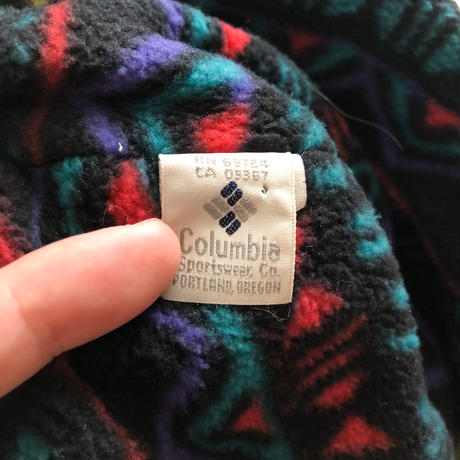 RN 69724
CA 05367
Columbia
Sportswear, Co.
PORTLAND, OREGON